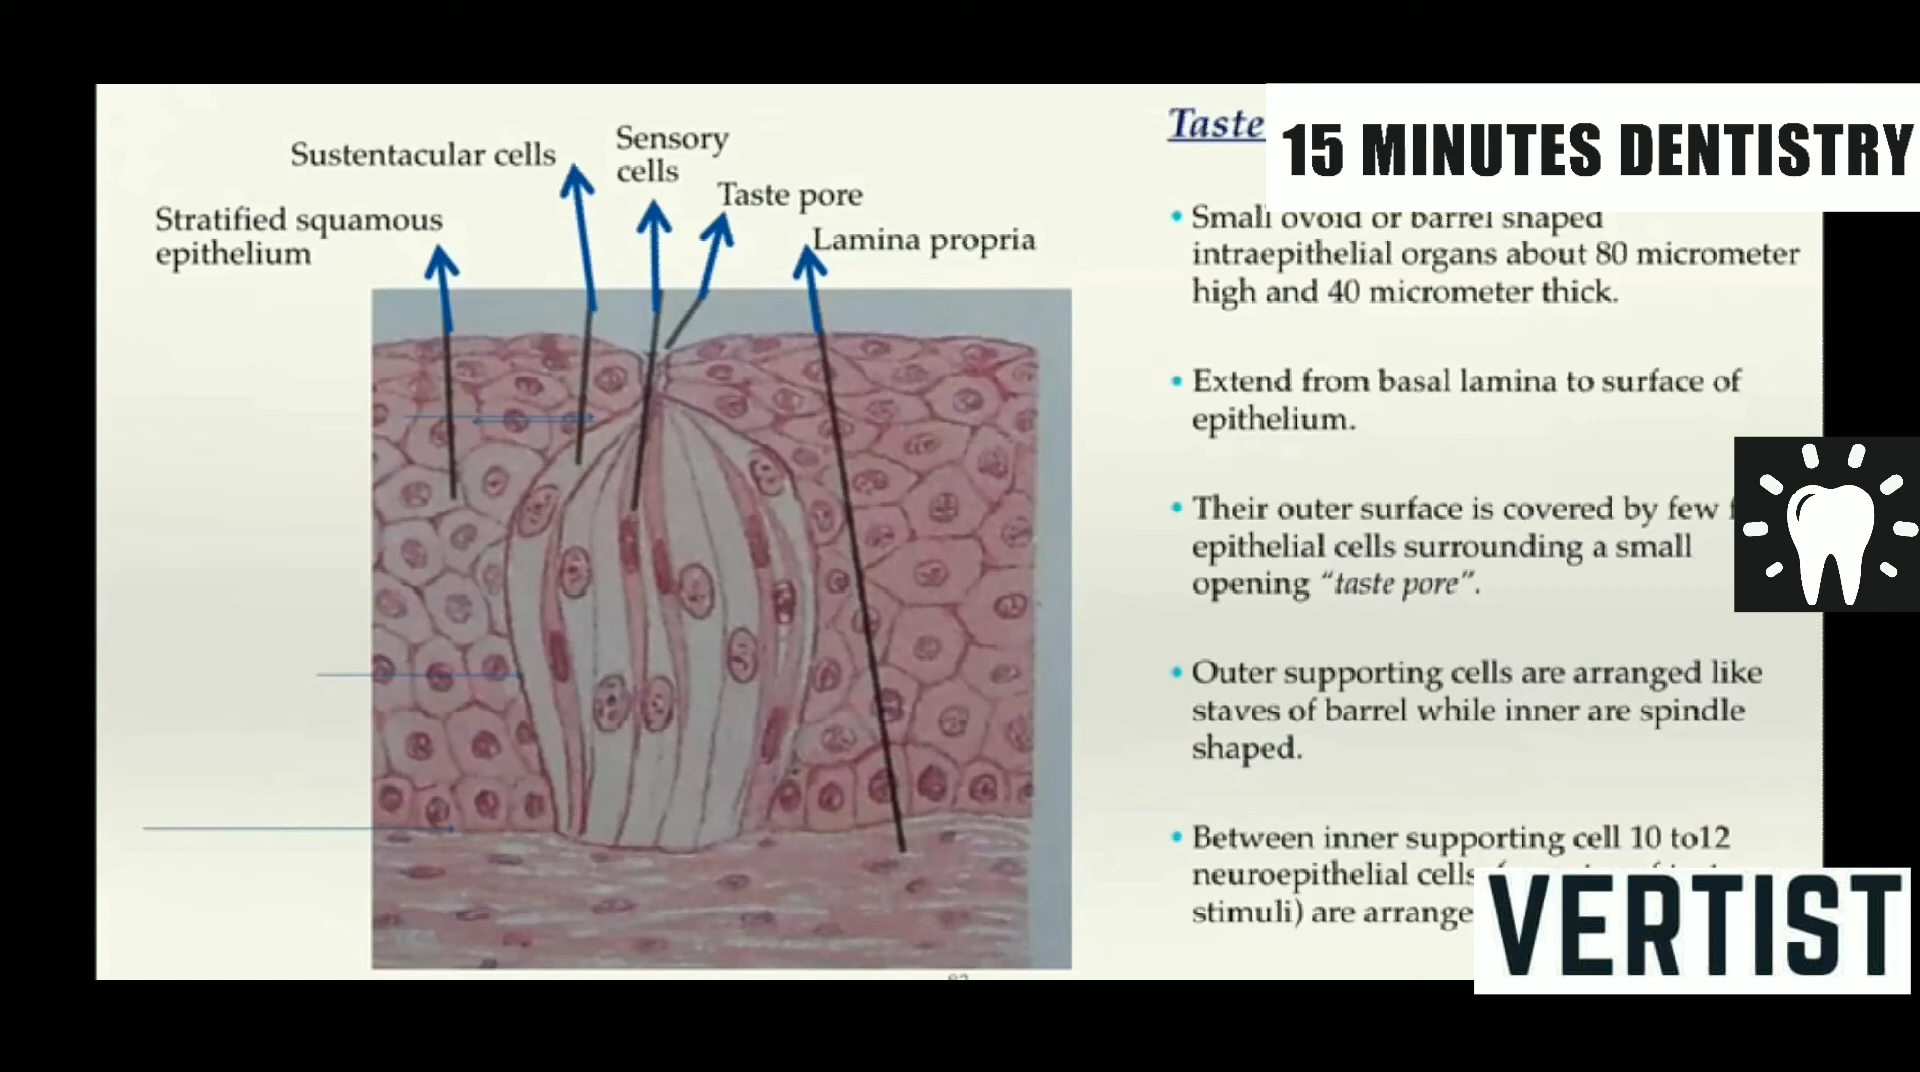 Sustentacular cells
Sensory
cells
Taste pore
Stratified squamous
epithelium
Lamina propria
Taste
15 MINUTES DENTISTRY
• Small ovoid or barrel shaped
intraepithelial organs about 80 micrometer
high and 40 micrometer thick.
• Extend from basal lamina to surface of
epithelium.
• Their outer surface is covered by few
epithelial cells surrounding a small
opening “taste pore”.
• Outer supporting cells are arranged like
staves of barrel while inner are spindle
shaped.
• Between inner supporting cell 10 to12
neuroepithelial cells
stimuli) are arrange
VERTIST